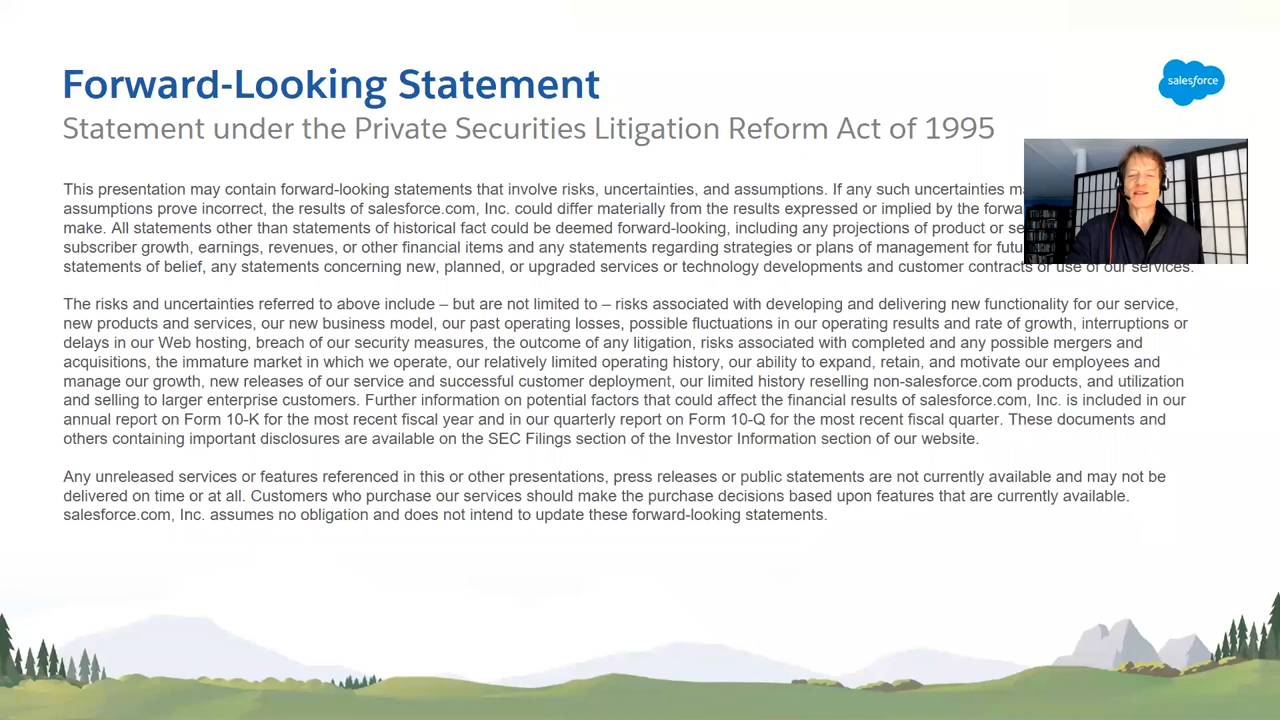 Forward-Looking Statement
salesforce
Statement under the Private Securities Litigation Reform Act of 1995
This presentation may contain forward-looking statements that involve risks, uncertainties, and assumptions. If any such uncertainties
assumptions prove incorrect, the results of salesforce.com, Inc. could differ materially from the results expressed or implied by the
make. All statements other than statements of historical fact could be deemed forward-looking, including any projections of product or
subscriber growth, earnings, revenues, or other financial items and any statements regarding strategies or plans of management for
statements of belief, any statements concerning new, planned, or upgraded services or technology developments and customer contracts or use of our services.
The risks and uncertainties referred to above include – but are not limited to – risks associated with developing and delivering new functionality for our service,
new products and services, our new business model, our past operating losses, possible fluctuations in our operating results and rate of growth, interruptions or
delays in our Web hosting, breach of our security measures, the outcome of any litigation, risks associated with completed and any possible mergers and
acquisitions, the immature market in which we operate, our relatively limited operating history, our ability to expand, retain, and motivate our employees and
manage our growth, new releases of our service and successful customer deployment, our limited history reselling non-salesforce.com products, and utilization
and selling to larger enterprise customers. Further information on potential factors that could affect the financial results of salesforce.com, Inc. is included in our
annual report on Form 10-K for the most recent fiscal year and in our quarterly report on Form 10-Q for the most recent fiscal quarter. These documents and
others containing important disclosures are available on the SEC Filings section of the Investor Information section of our website.
Any unreleased services or features referenced in this or other presentations, press releases or public statements are not currently available and may not be
delivered on time or at all. Customers who purchase our services should make the purchase decisions based upon features that are currently available.
salesforce.com, Inc. assumes no obligation and does not intend to update these forward-looking statements.